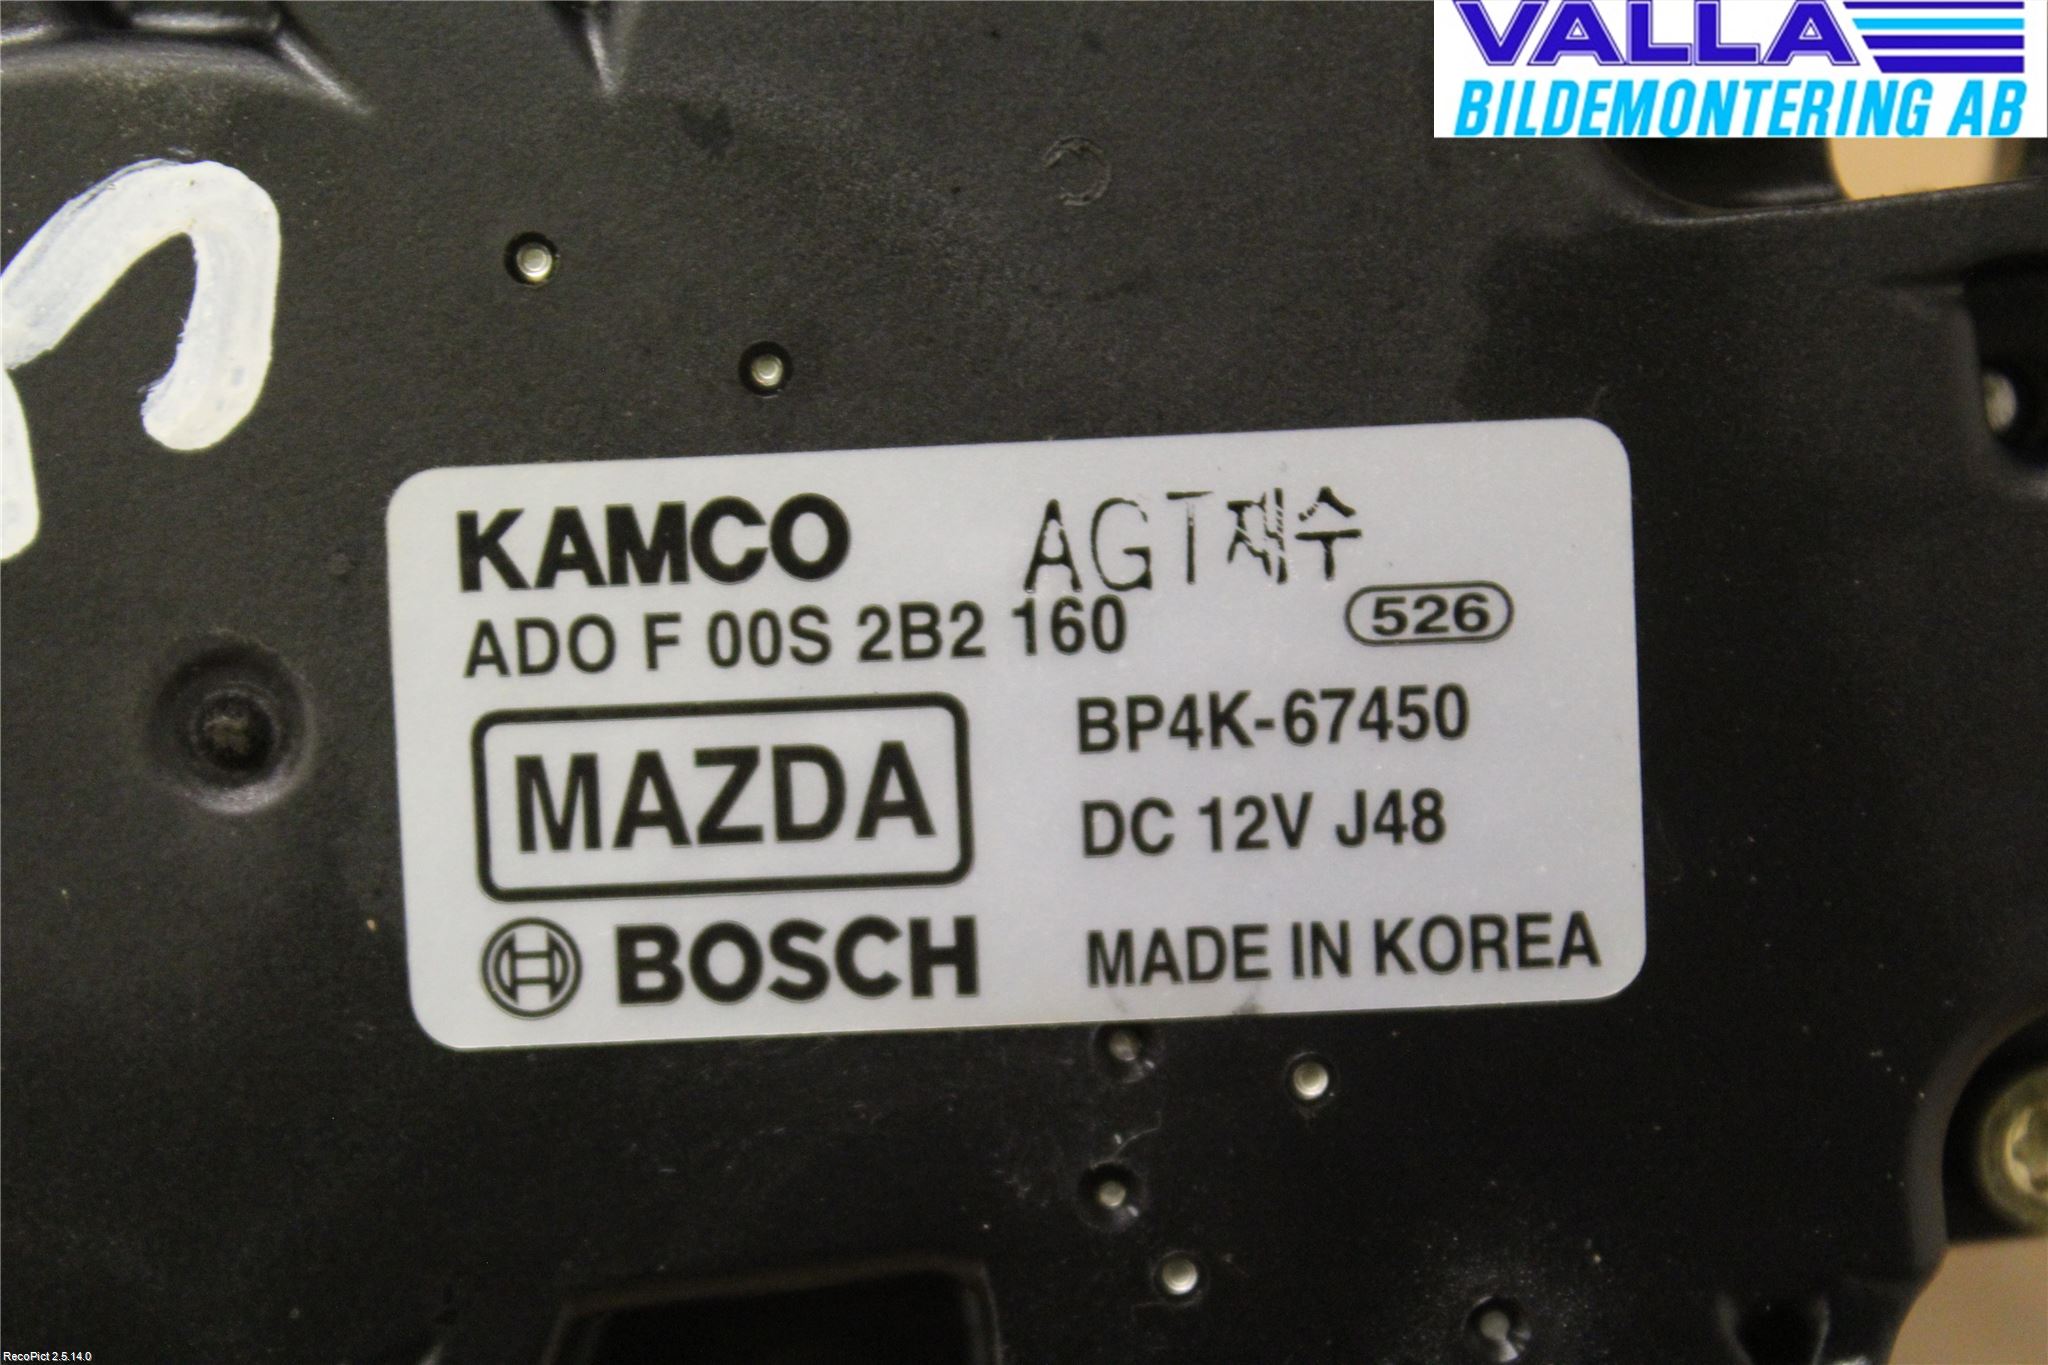 VALLA
BILDEMONTERING AB
KAMCO AGT재수
ADO F 00S 2B2 160 526
MAZDA BP4K-67450
DC 12V J48
BOSCH MADE IN KOREA
RecoPict 2.5.14.0